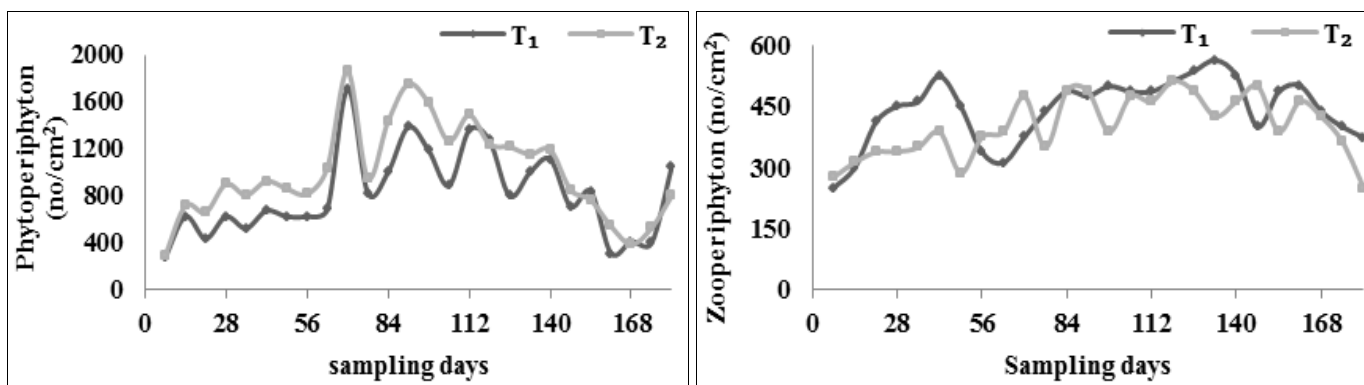 T₁ T₂
Phytoperiphyton
(no/cm²)
2000
1600
1200
800
400
0
0 28 56 84 112 140 168
sampling days
T₁ T₂
Zooperiphyton (no/cm²)
600
450
300
150
0
0 28 56 84 112 140 168
Sampling days